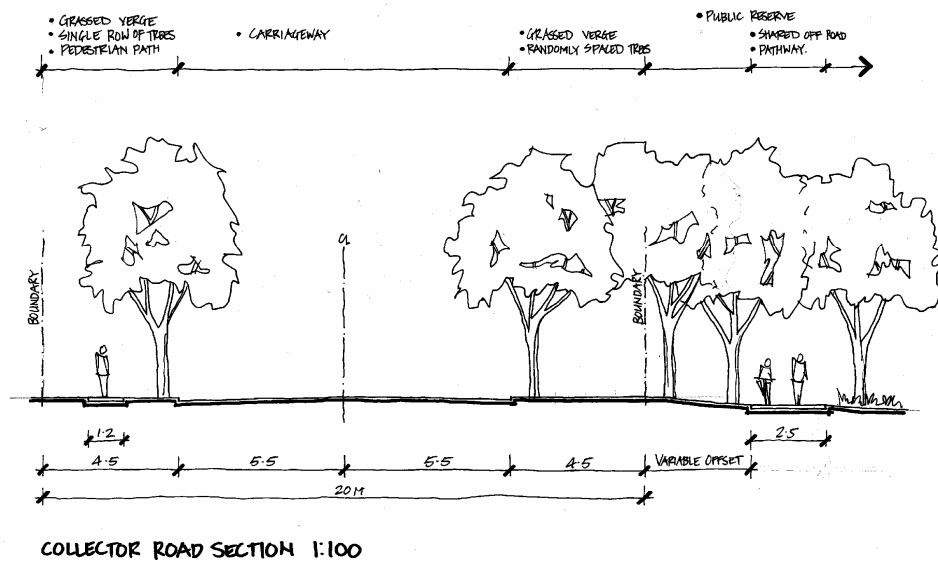 • GRASSED VERGE
• SINGLE ROW OF TREES
• PEDESTRIAN PATH
• CARRIAGEWAY
• GRASSED VERGE
• RANDOMLY SPACED TREES
• PUBLIC RESERVE
• SHARED OFF ROAD
• PATHWAY.
BOUNDARY
BOUNDARY
1.2
2.5
4.5
5.5
5.5
4.5
VARIABLE OFFSET
20M
COLLECTOR ROAD SECTION 1:100